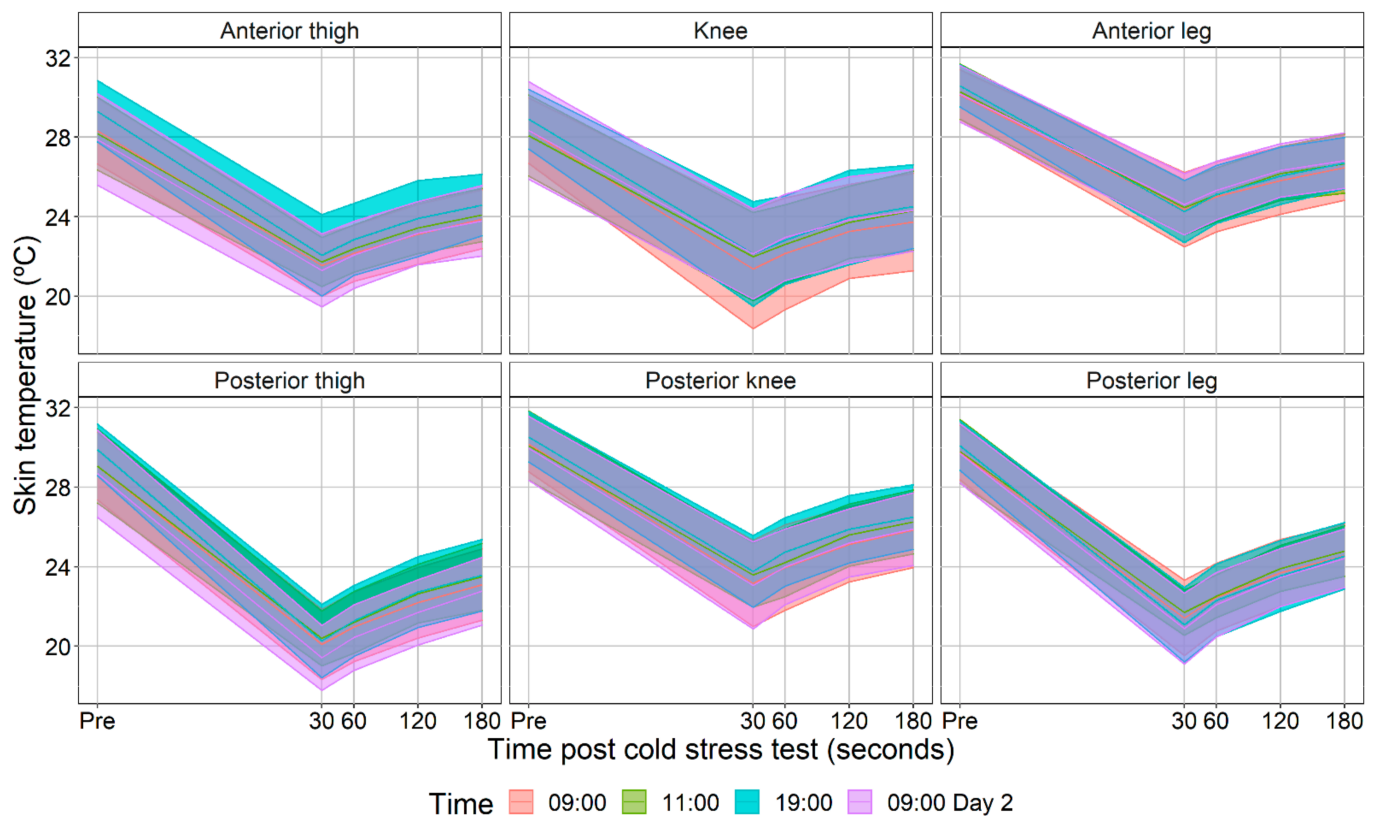 Anterior thigh
Knee
Anterior leg
32
28
24
20
Posterior thigh
Posterior knee
Posterior leg
32
28
24
20
Skin temperature (ºC)
Pre 30 60 120 180
Pre 30 60 120 180
Pre 30 60 120 180
Time post cold stress test (seconds)
Time 09:00 11:00 19:00 09:00 Day 2